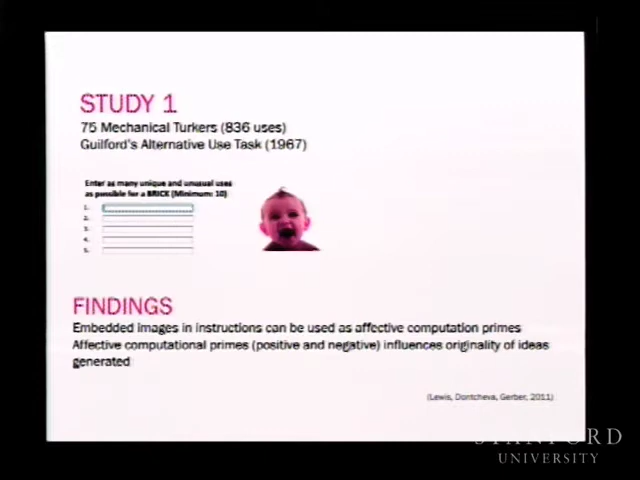 STUDY 1
75 Mechanical Turkers (836 uses)
Guilford's Alternative Use Task (1967)
Enter as many unique and unusual uses
as possible for a BRICK (Minimum: 10)
1.
2.
3.
4.
5.
FINDINGS
Embedded images in instructions can be used as affective computation primes
Affective computational primes (positive and negative) influences originality of ideas
generated
(Lewis, Dontcheva, Gerber, 2011)
STANFORD
UNIVERSITY